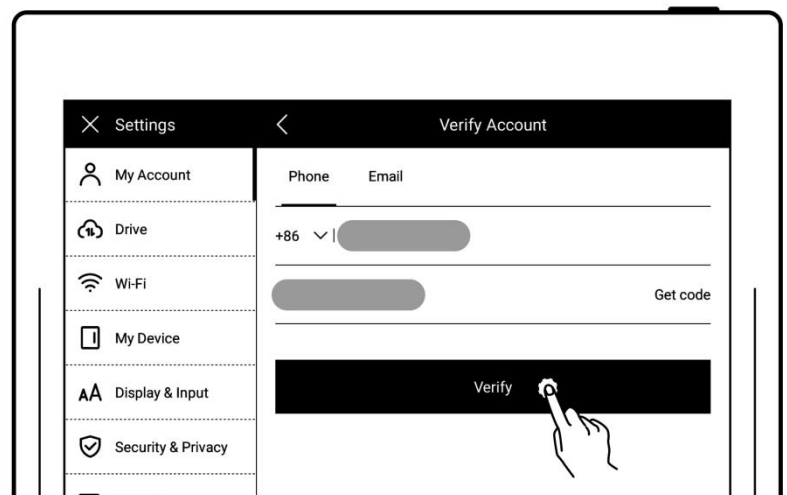 Settings
Verify Account
My Account
Drive
Wi-Fi
My Device
Display & Input
Security & Privacy
Phone Email
+86
Get code
Verify